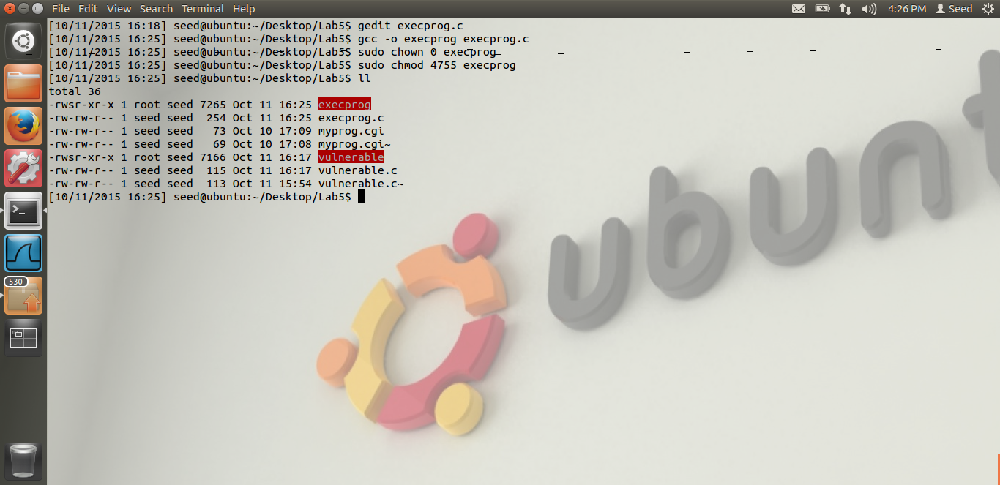 File Edit View Search Terminal Help 4:26 PM Seed
[10/11/2015 16:18] seed@ubuntu:~/Desktop/Lab5$ gedit execprog.c
[10/11/2015 16:25] seed@ubuntu:~/Desktop/Lab5$ gcc -o execprog execprog.c
[10/11/2015 16:25] seed@ubuntu:~/Desktop/Lab5$ sudo chown 0 execprog
[10/11/2015 16:25] seed@ubuntu:~/Desktop/Lab5$ sudo chmod 4755 execprog
[10/11/2015 16:25] seed@ubuntu:~/Desktop/Lab5$ ll
total 36
-rwsr-xr-x 1 root seed 7265 Oct 11 16:25 execprog
-rw-rw-r-- 1 seed seed 254 Oct 11 16:25 execprog.c
-rw-rw-r-- 1 seed seed 73 Oct 10 17:09 myprog.cgi
-rw-rw-r-- 1 seed seed 69 Oct 10 17:08 myprog.cgi~
-rwsr-xr-x 1 root seed 7166 Oct 11 16:17 vulnerable
-rw-rw-r-- 1 seed seed 115 Oct 11 16:17 vulnerable.c
-rw-rw-r-- 1 seed seed 113 Oct 11 15:54 vulnerable.c~
[10/11/2015 16:25] seed@ubuntu:~/Desktop/Lab5$
>_
530
ubunt